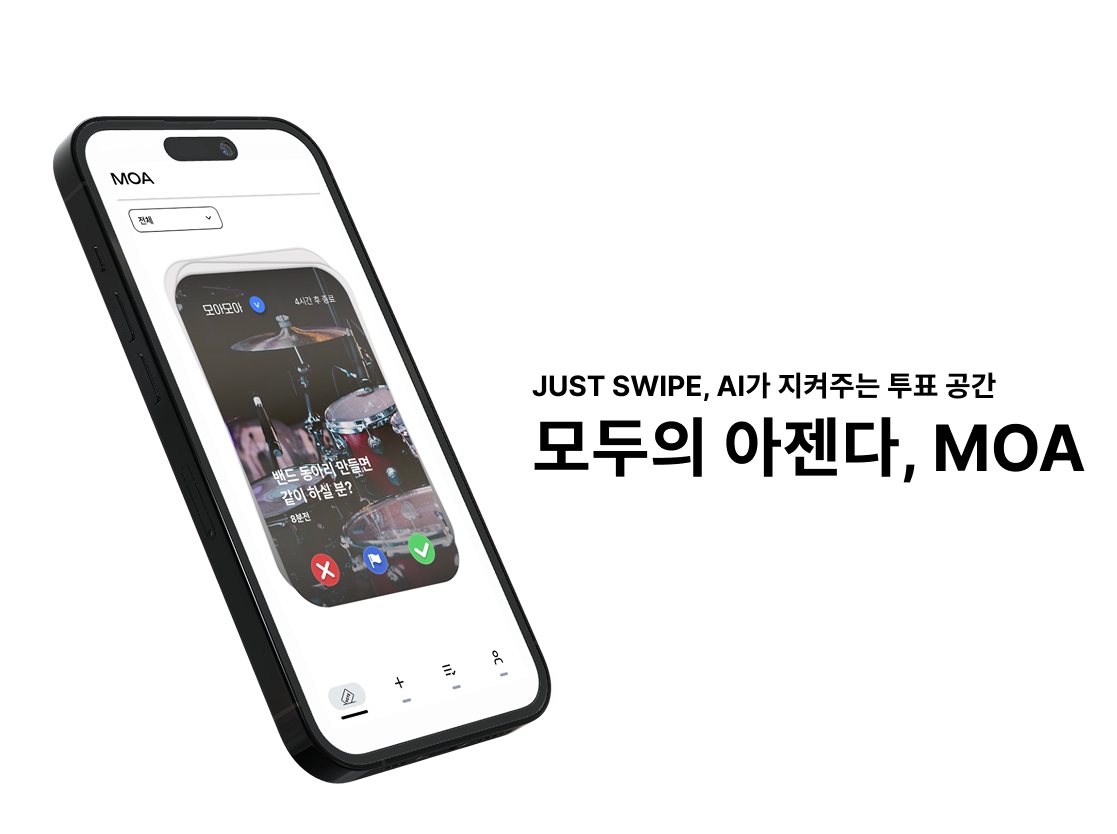 MOA
전체
모아모아
4시간 후 종료
밴드 동아리 만들면
같이 하실 분?
8분전
JUST SWIPE, AI가 지켜주는 투표 공간
모두의 아젠다, MOA